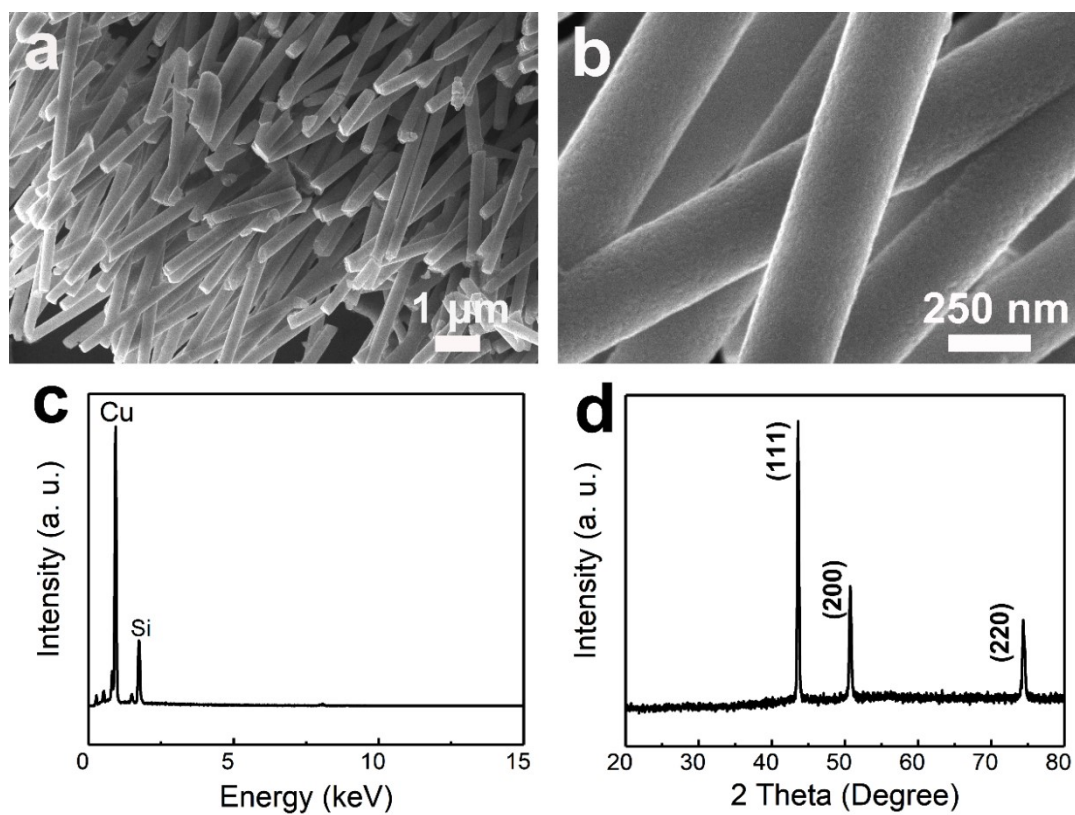 a
1 μm
b
250 nm
c
Cu
Si
Intensity (a. u.)
0
5
10
15
Energy (keV)
d
(111)
(200)
(220)
Intensity (a. u.)
20
30
40
50
60
70
80
2 Theta (Degree)